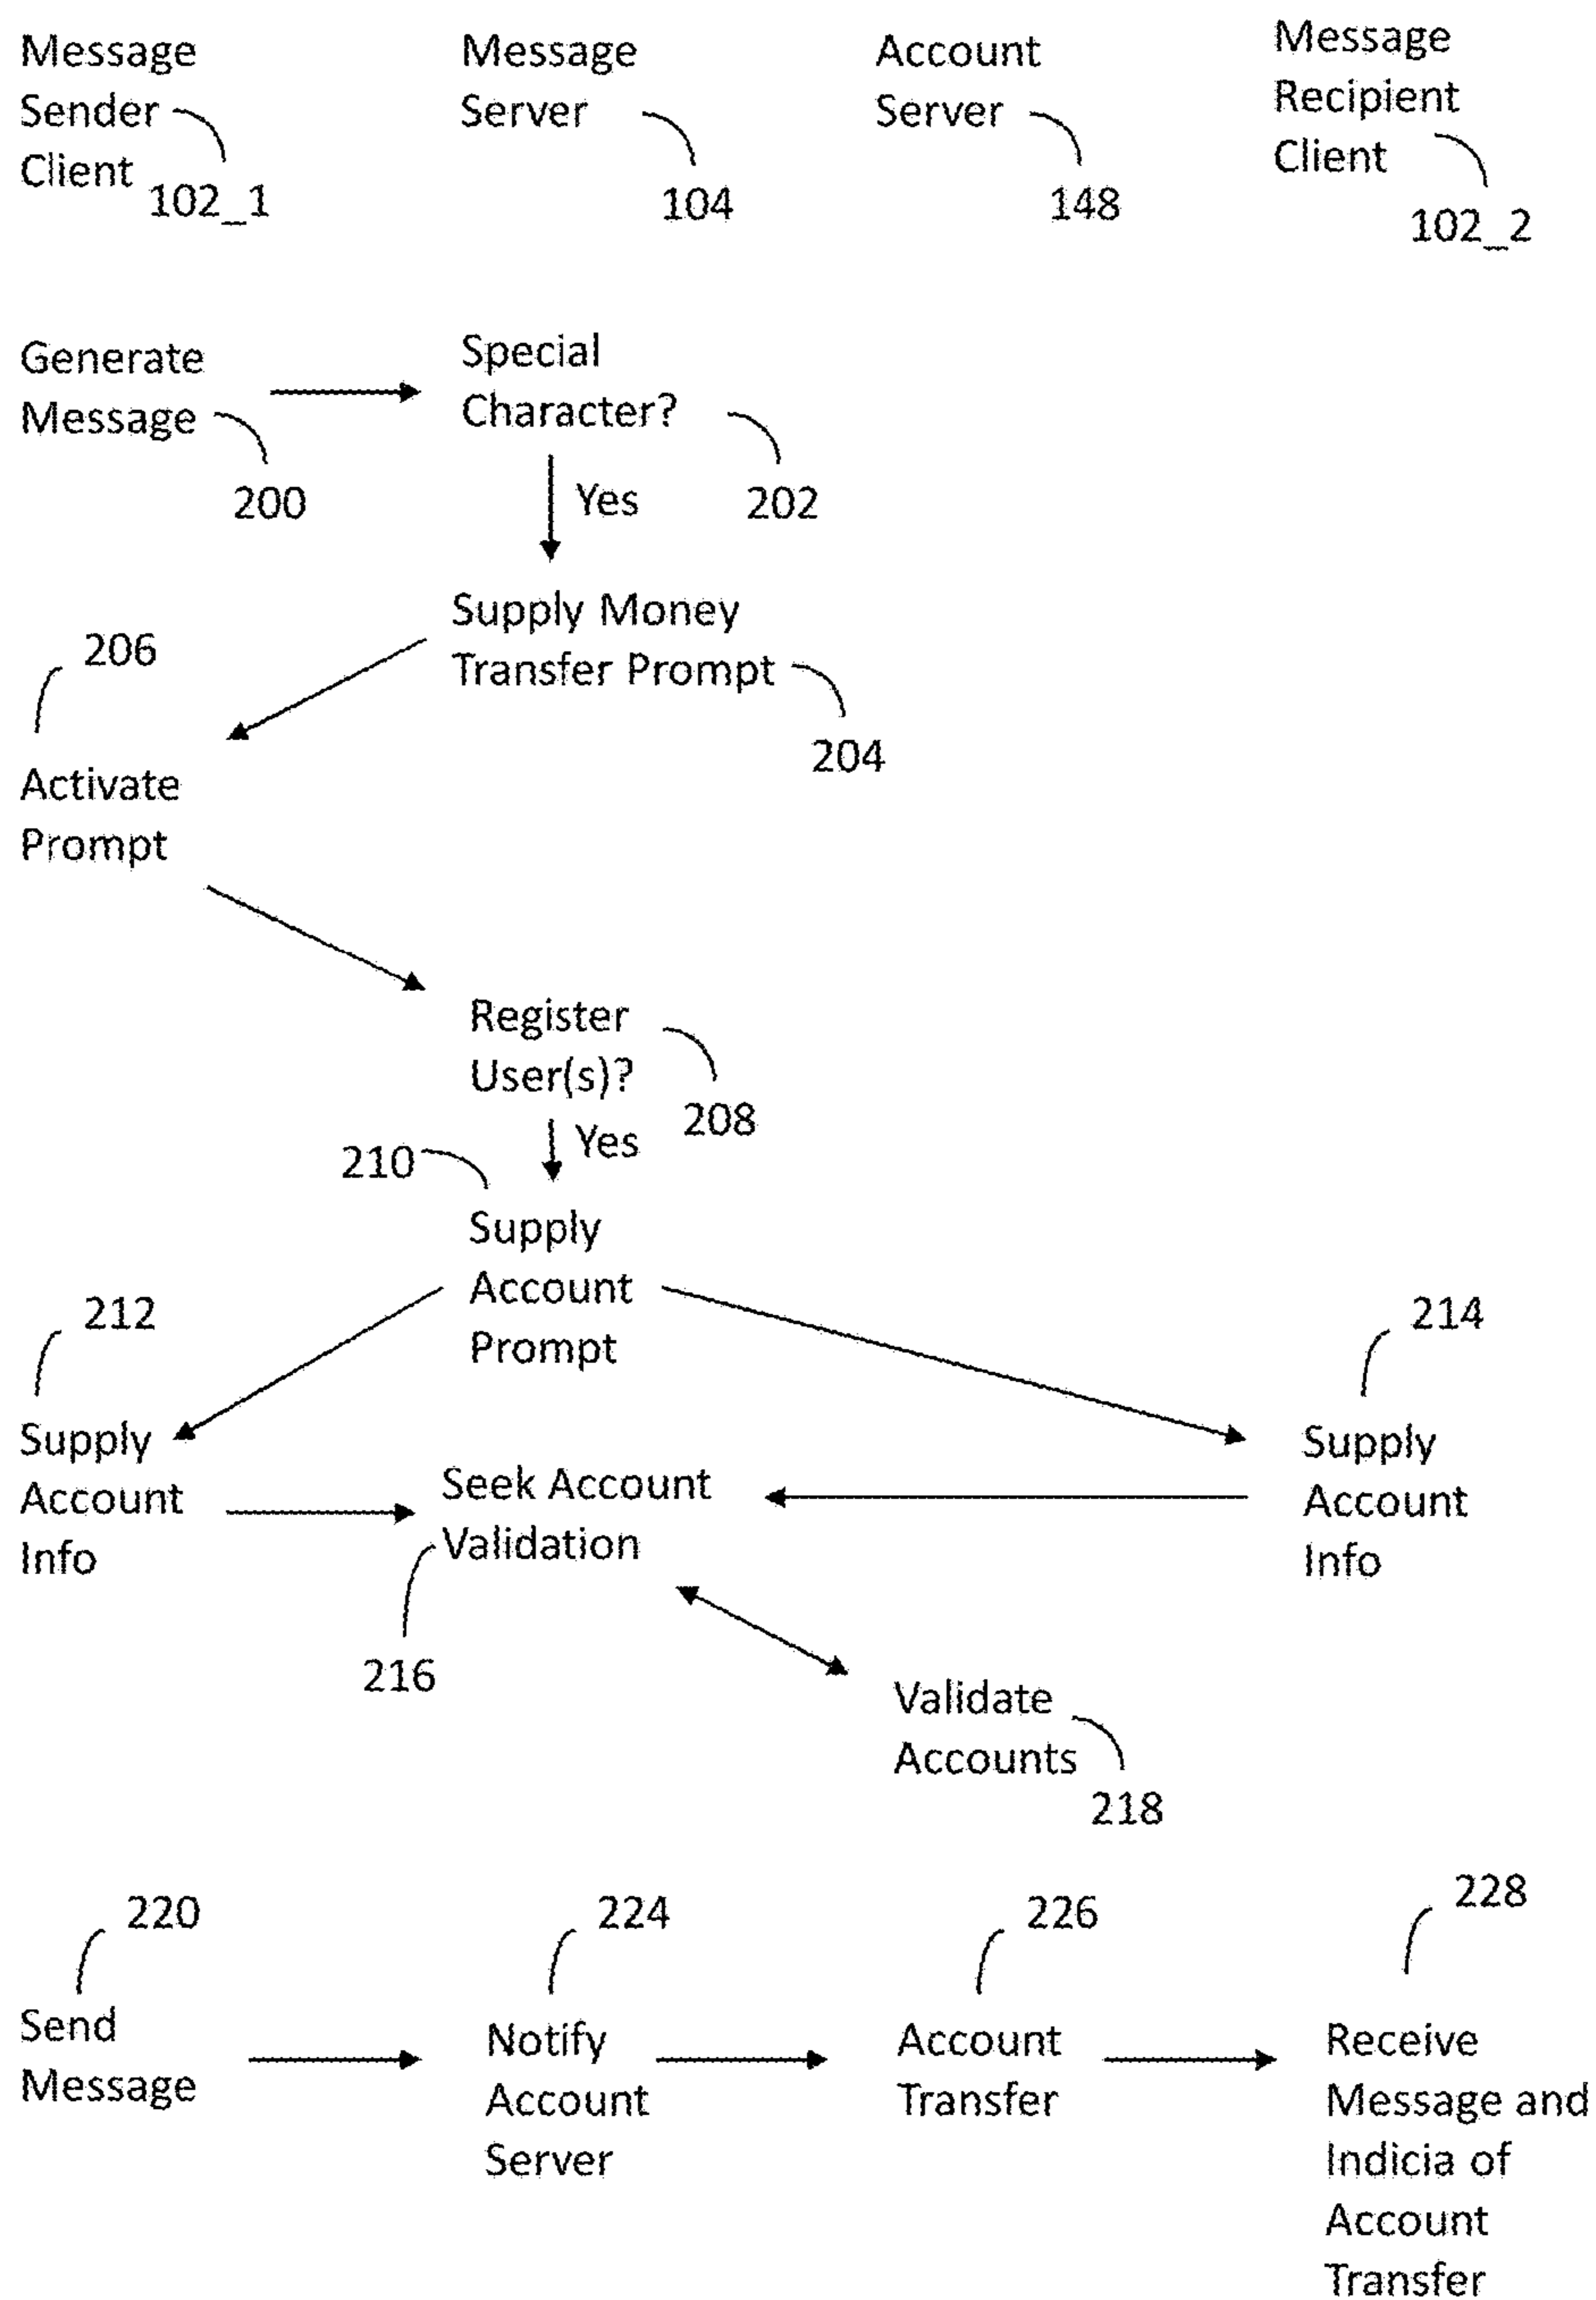 Message
Sender
Client
102_1
Message
Server
104
Account
Server
148
Message
Recipient
Client
102_2
Generate
Message
200
Special
Character?
202
Yes
Supply Money
Transfer Prompt
204
206
Activate
Prompt
Register
User(s)?
208
Yes
210
Supply
Account
Prompt
212
Supply
Account
Info
214
Supply
Account
Info
Seek Account
Validation
216
Validate
Accounts
218
220
Send
Message
224
Notify
Account
Server
226
Account
Transfer
228
Receive
Message and
Indicia of
Account
Transfer